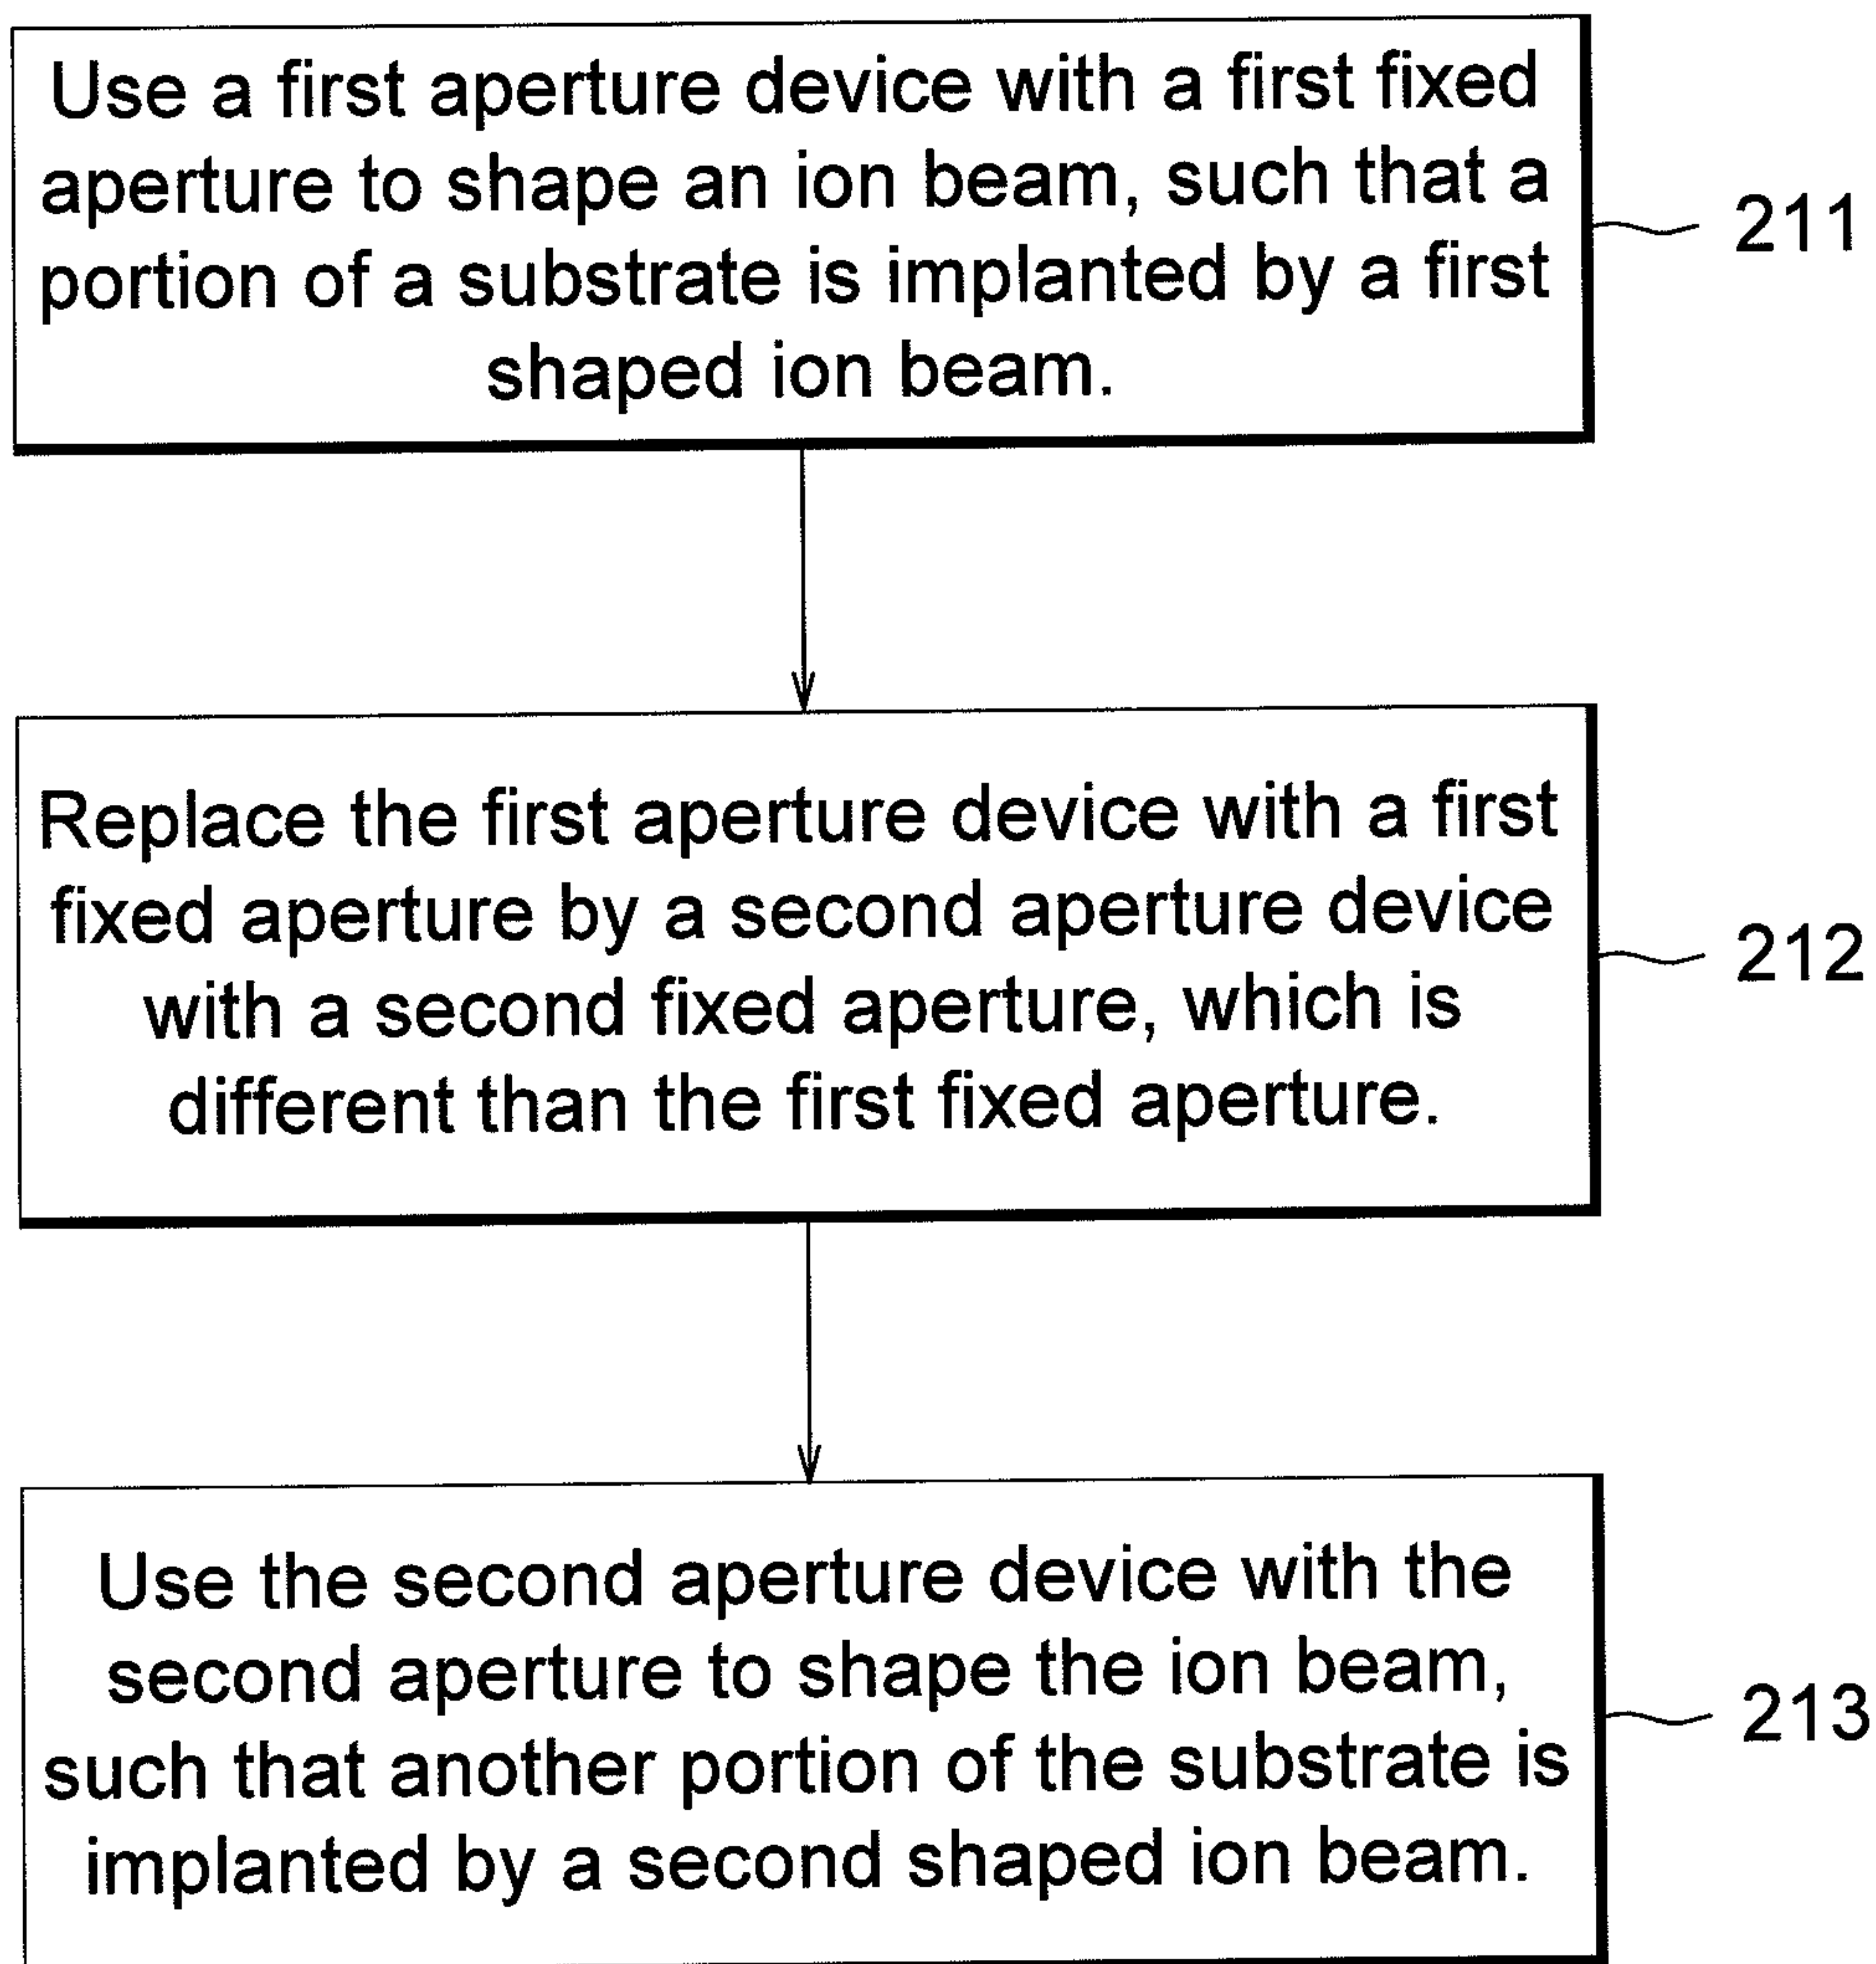 Use a first aperture device with a first fixed
aperture to shape an ion beam, such that a
portion of a substrate is implanted by a first
shaped ion beam.
211
Replace the first aperture device with a first
fixed aperture by a second aperture device
with a second fixed aperture, which is
different than the first fixed aperture.
212
Use the second aperture device with the
second aperture to shape the ion beam,
such that another portion of the substrate is
implanted by a second shaped ion beam.
213